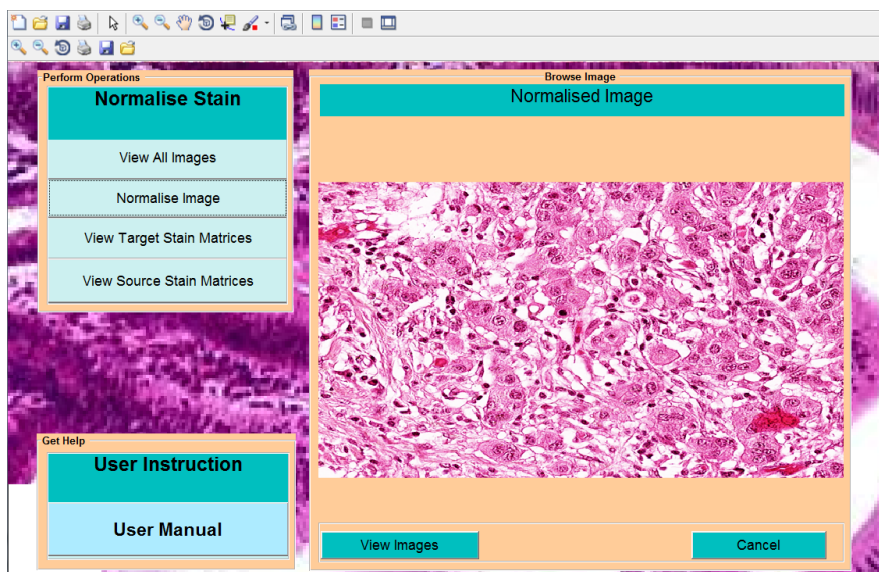 Perform Operations
Normalise Stain
View All Images
Normalise Image
View Target Stain Matrices
View Source Stain Matrices
Get Help
User Instruction
User Manual
Browse Image
Normalised Image
View Images
Cancel